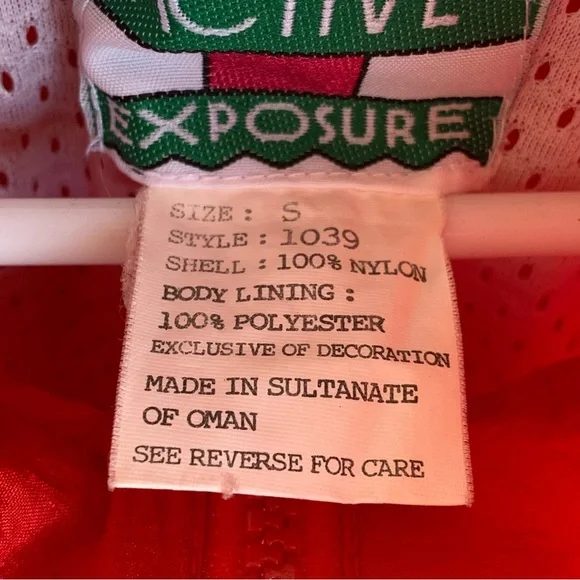 ACTIVE
EXPOSURE
SIZE : S
STYLE : 1039
SHELL : 100% NYLON
BODY LINING :
100% POLYESTER
EXCLUSIVE OF DECORATION
MADE IN SULTANATE
OF OMAN
SEE REVERSE FOR CARE